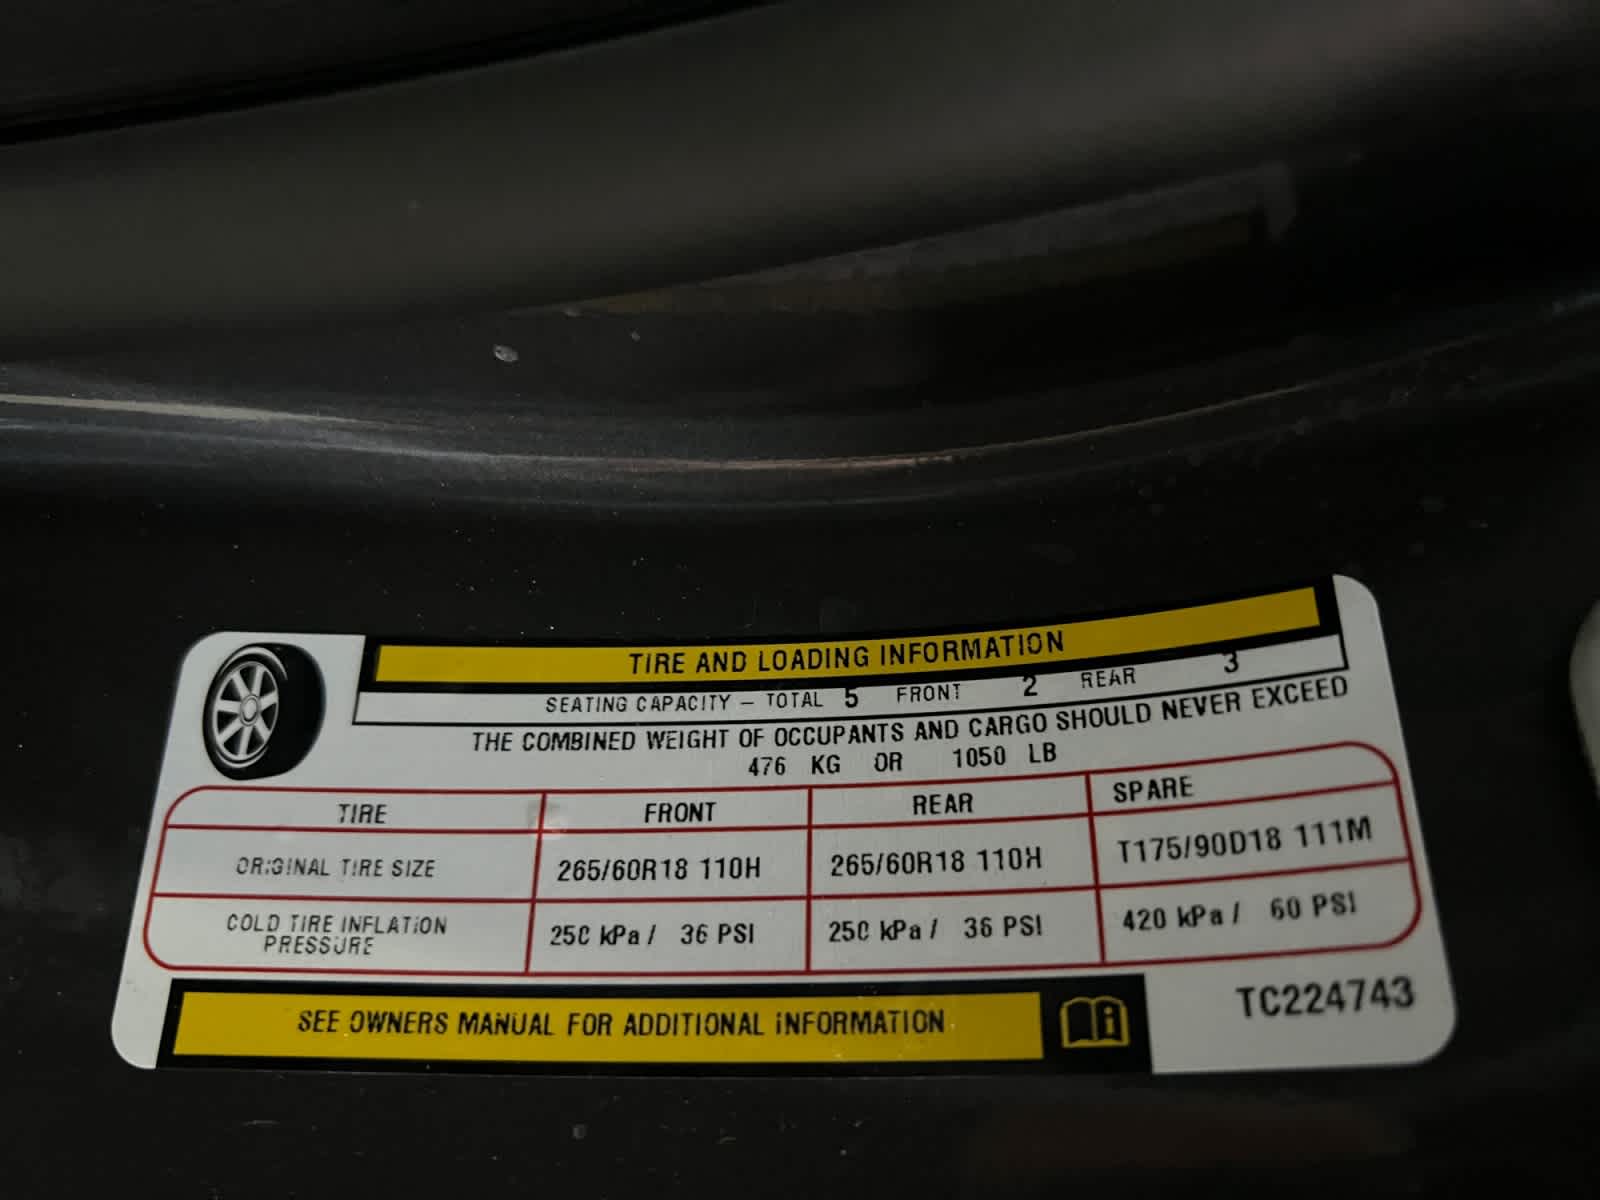 TIRE AND LOADING INFORMATION
SEATING CAPACITY – TOTAL 5 FRONT 2 REAR 3
THE COMBINED WEIGHT OF OCCUPANTS AND CARGO SHOULD NEVER EXCEED
476 KG OR 1050 LB
TIRE FRONT REAR SPARE
ORIGINAL TIRE SIZE 265/60R18 110H 265/60R18 110H T175/90D18 111M
COLD TIRE INFLATION
PRESSURE 250 kPa / 36 PSI 250 kPa / 36 PSI 420 kPa / 60 PSI
SEE OWNERS MANUAL FOR ADDITIONAL INFORMATION
TC224743